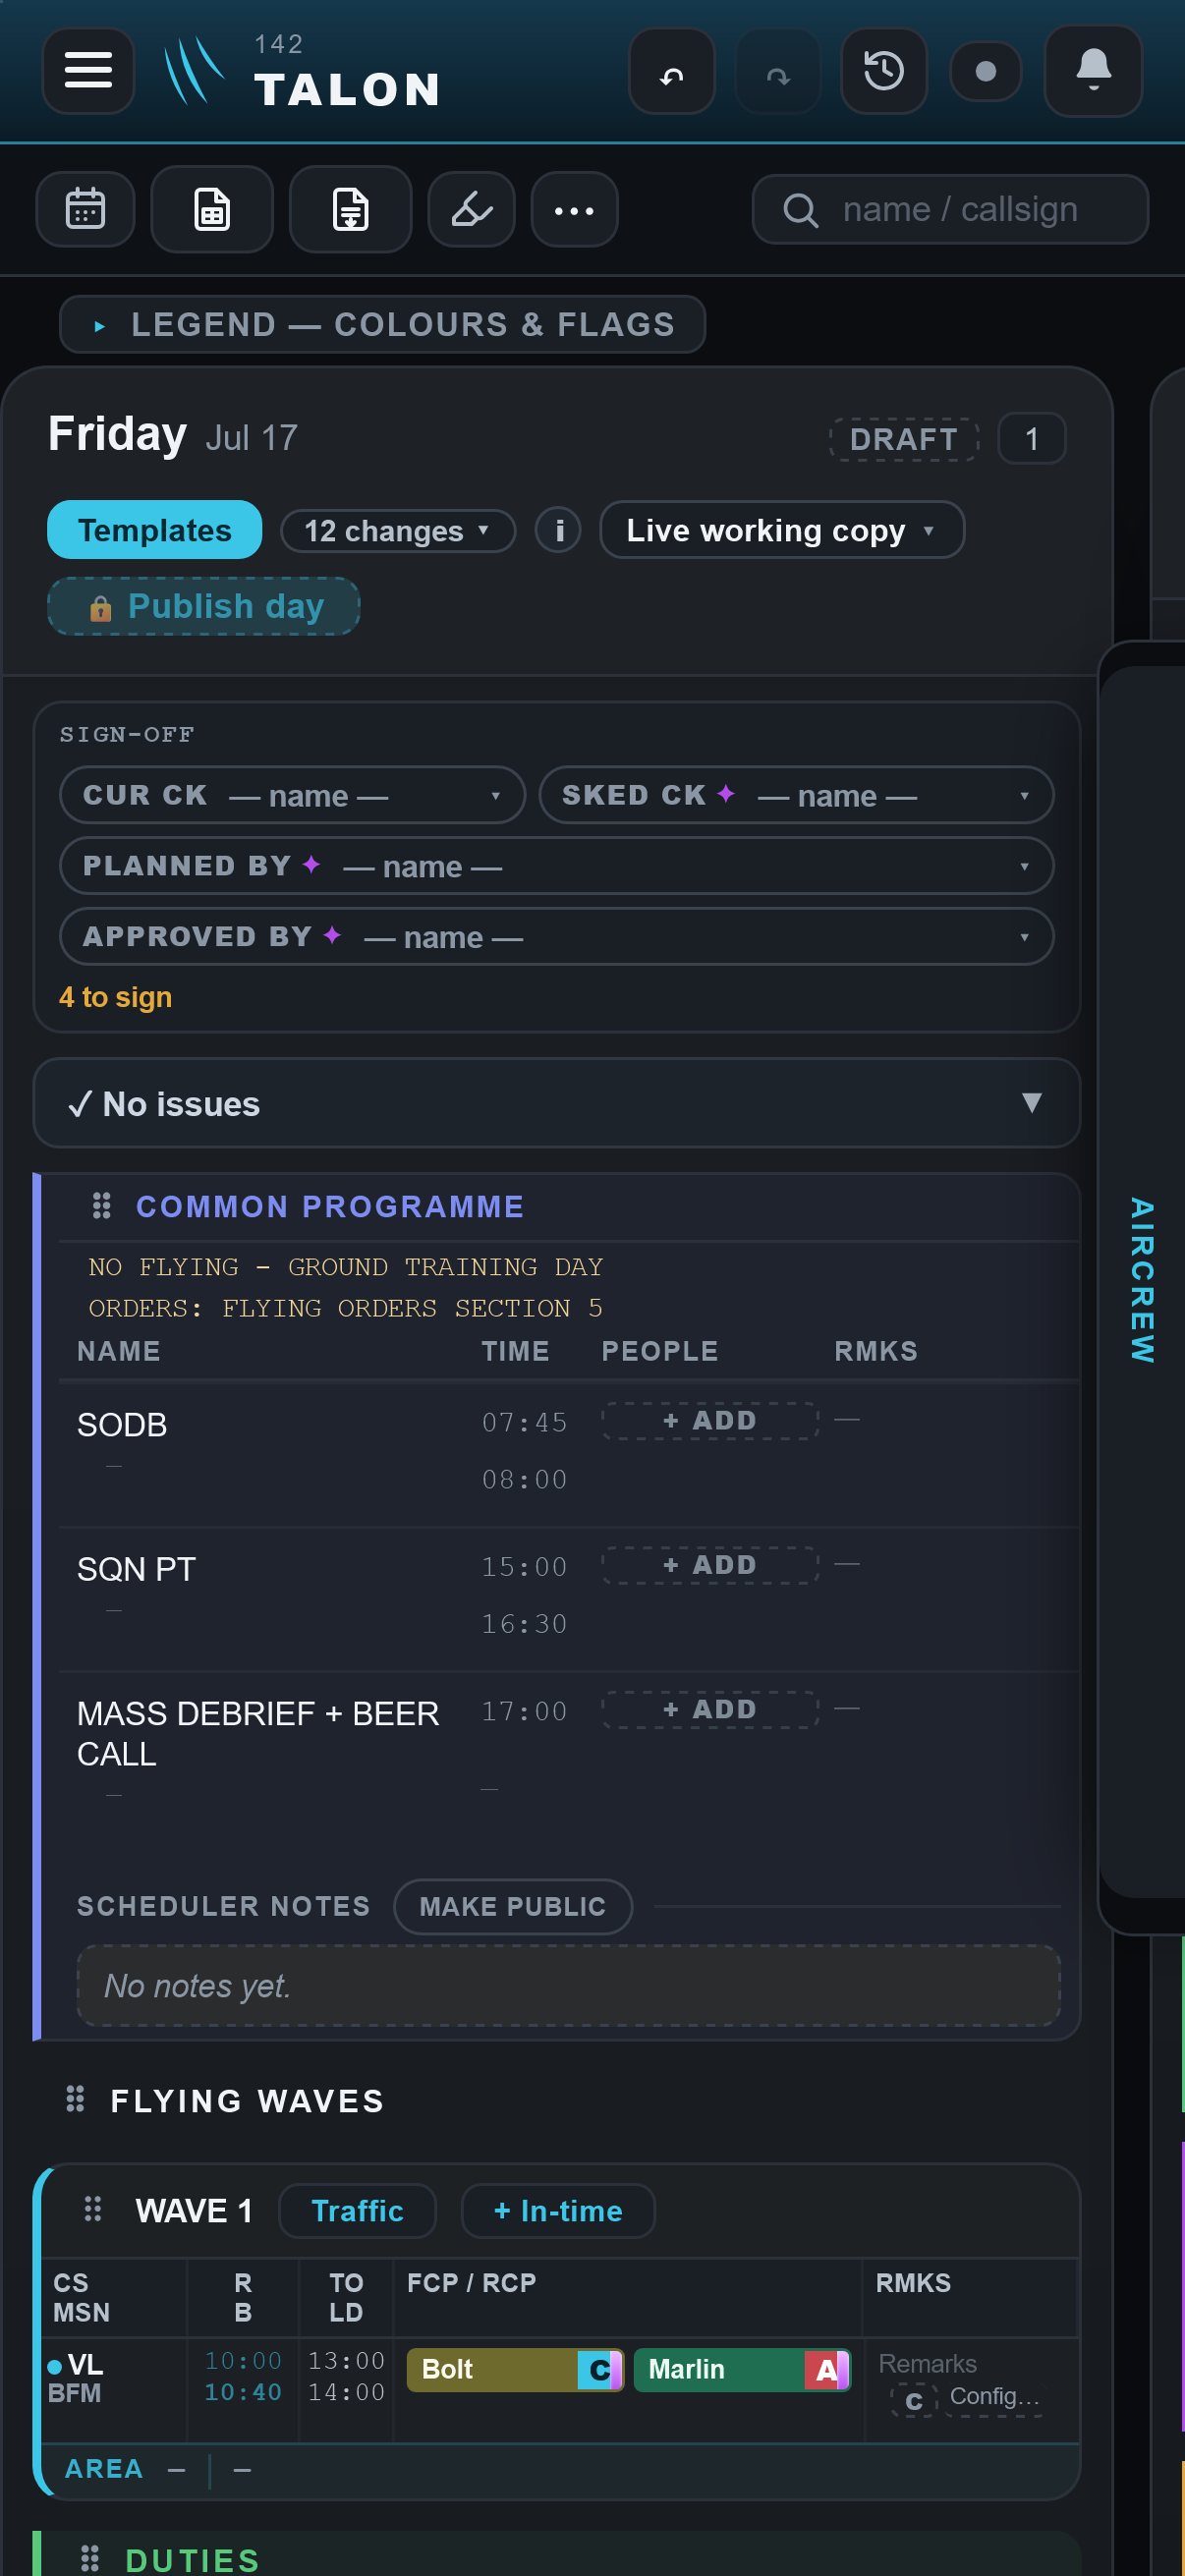 142
TALON
name / callsign
LEGEND — COLOURS & FLAGS
Friday Jul 17 DRAFT 1
Templates 12 changes i Live working copy
Publish day
SIGN-OFF
CUR CK — name — SKED CK — name —
PLANNED BY — name —
APPROVED BY — name —
4 to sign
✓ No issues
AIRCREW
COMMON PROGRAMME
NO FLYING - GROUND TRAINING DAY
ORDERS: FLYING ORDERS SECTION 5
NAME TIME PEOPLE RMKS
SODB 07:45 + ADD —
— 08:00
SQN PT 15:00 + ADD —
— 16:30
MASS DEBRIEF + BEER 17:00 + ADD —
CALL
— —
SCHEDULER NOTES MAKE PUBLIC
No notes yet.
FLYING WAVES
WAVE 1 Traffic + In-time
CS R TO FCP / RCP RMKS
MSN B LD
VL 10:00 13:00 Bolt C Marlin A Remarks
BFM 10:40 14:00 C Config…
AREA — —
DUTIES